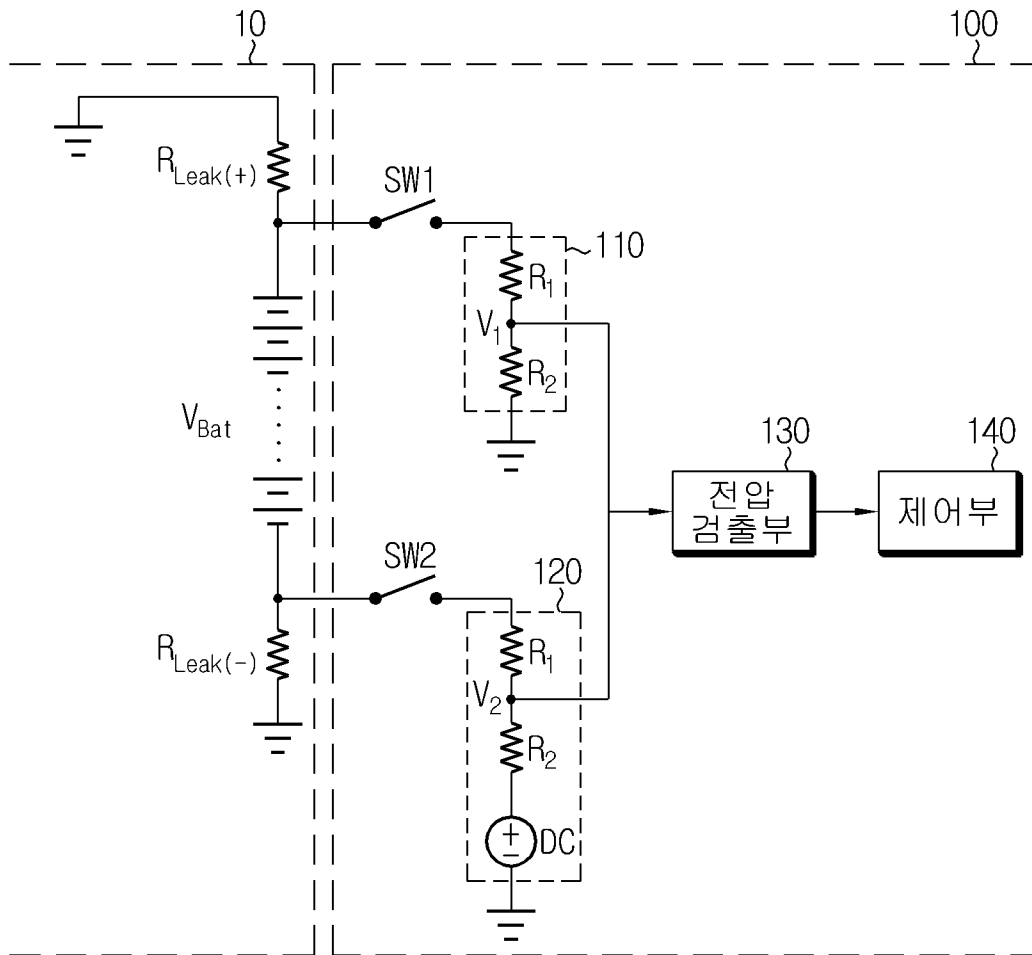 10
100
R_Leak(+)
SW1
110
R₁
V₁
R₂
V_Bat
130
140
전압
검출부
제어부
SW2
120
R_Leak(-)
R₁
V₂
R₂
+
−
DC